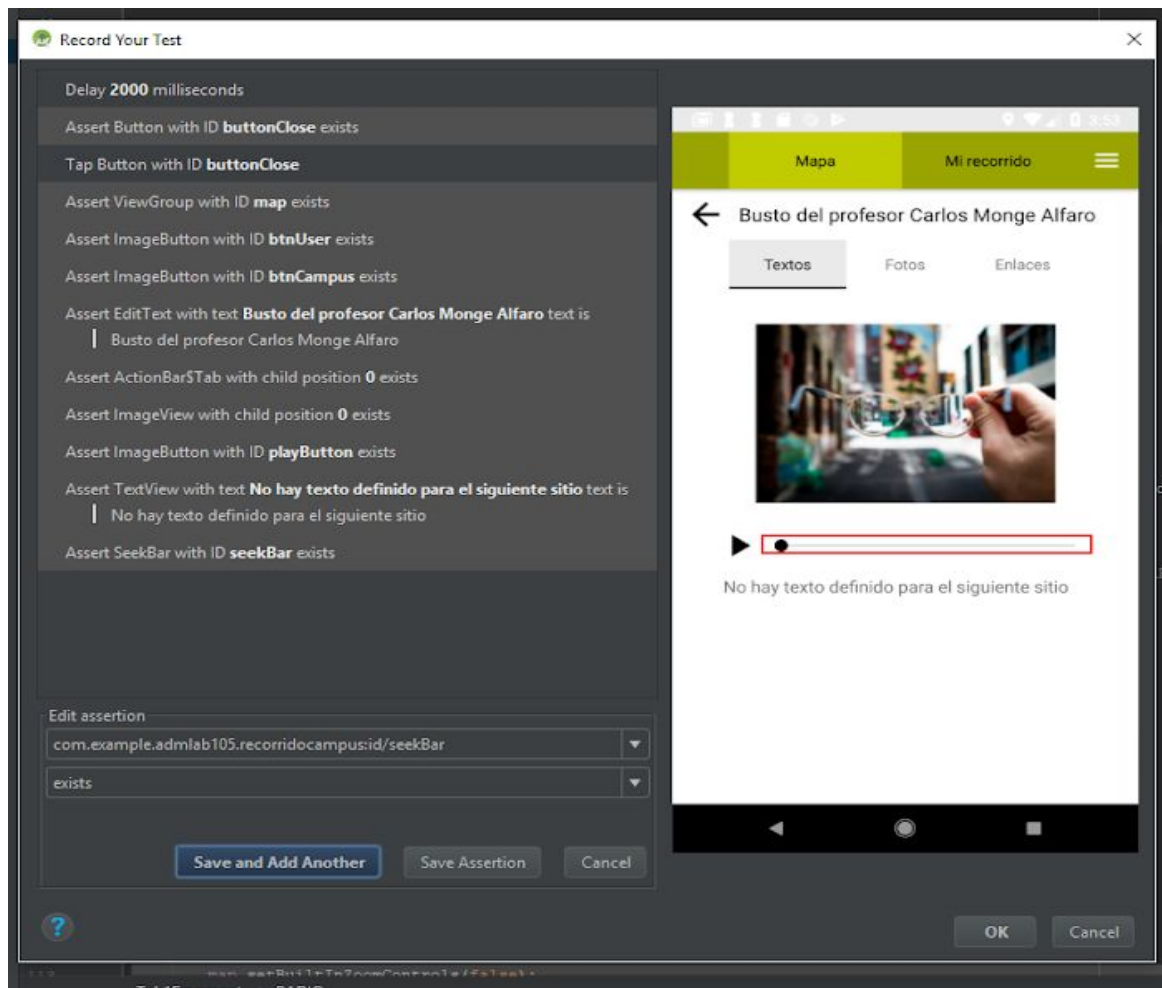 Record Your Test
Delay 2000 milliseconds
Assert Button with ID buttonClose exists
Tap Button with ID buttonClose
Assert ViewGroup with ID map exists
Assert ImageButton with ID btnUser exists
Assert ImageButton with ID btnCampus exists
Assert EditText with text Busto del profesor Carlos Monge Alfaro text is
Busto del profesor Carlos Monge Alfaro
Assert ActionBar$Tab with child position 0 exists
Assert ImageView with child position 0 exists
Assert ImageButton with ID playButton exists
Assert TextView with text No hay texto definido para el siguiente sitio text is
No hay texto definido para el siguiente sitio
Assert SeekBar with ID seekBar exists
Edit assertion
com.example.admlab105.recorridocampus:id/seekBar
exists
Save and Add Another
Save Assertion
Cancel
3:53
Mapa
Mi recorrido
Busto del profesor Carlos Monge Alfaro
Textos
Fotos
Enlaces
No hay texto definido para el siguiente sitio
?
OK
Cancel
map.setBuiltInZoomControls(false);